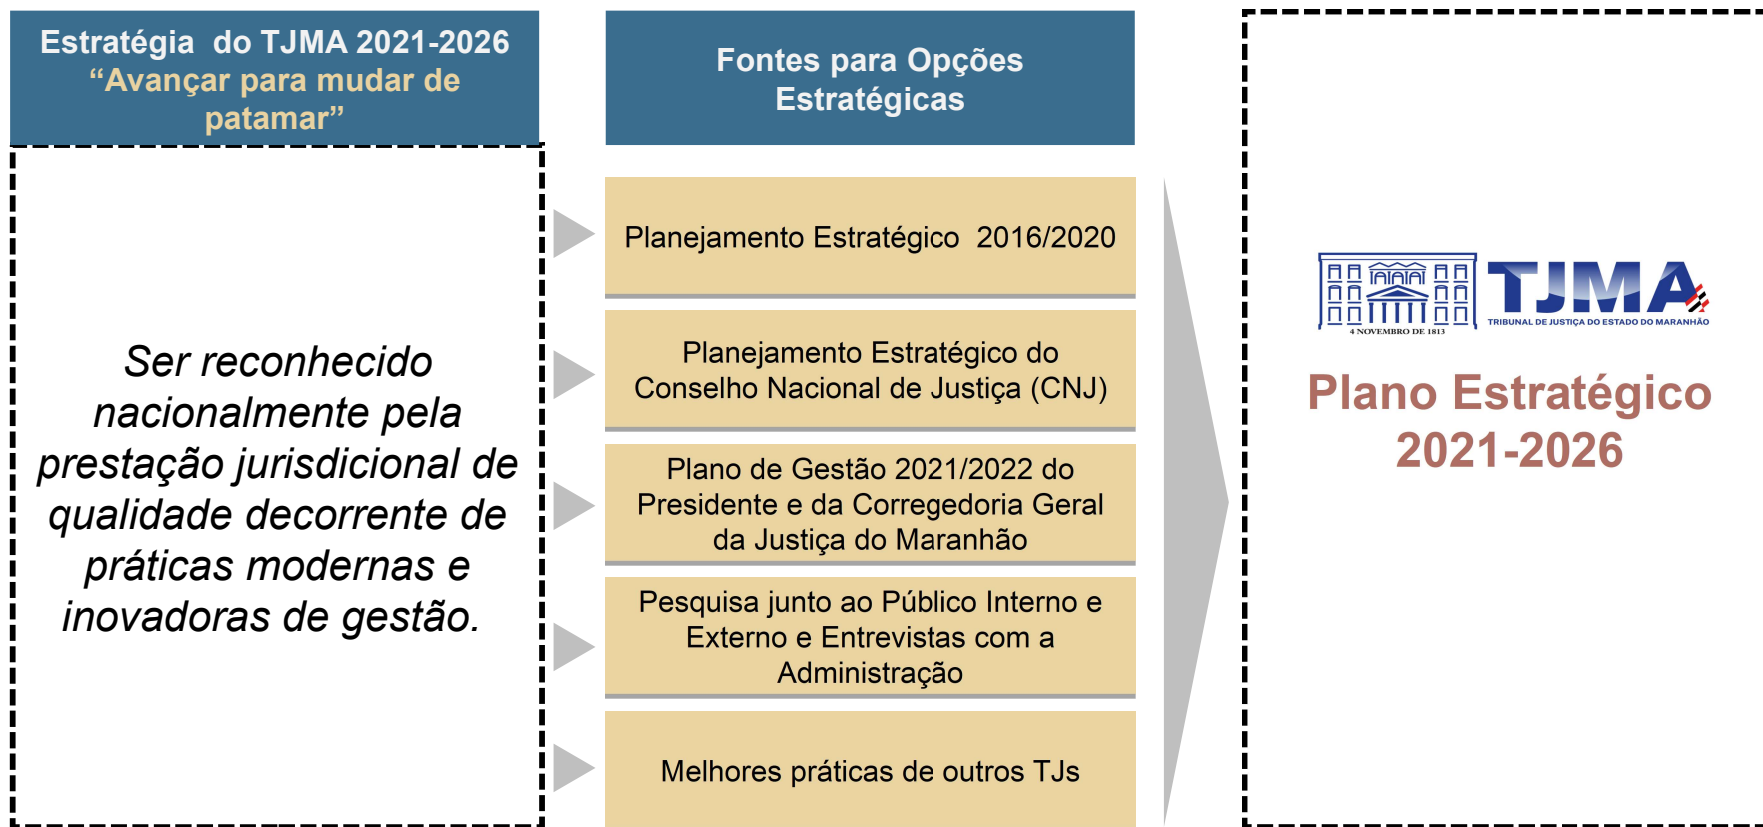 Estratégia do TJMA 2021-2026
“Avançar para mudar de
patamar”
Ser reconhecido
nacionalmente pela
prestação jurisdicional de
qualidade decorrente de
práticas modernas e
inovadoras de gestão.
Fontes para Opções
Estratégicas
Planejamento Estratégico 2016/2020
Planejamento Estratégico do
Conselho Nacional de Justiça (CNJ)
Plano de Gestão 2021/2022 do
Presidente e da Corregedoria Geral
da Justiça do Maranhão
Pesquisa junto ao Público Interno e
Externo e Entrevistas com a
Administração
Melhores práticas de outros TJs
4 NOVEMBRO DE 1813
TJMA
TRIBUNAL DE JUSTIÇA DO ESTADO DO MARANHÃO
Plano Estratégico
2021-2026